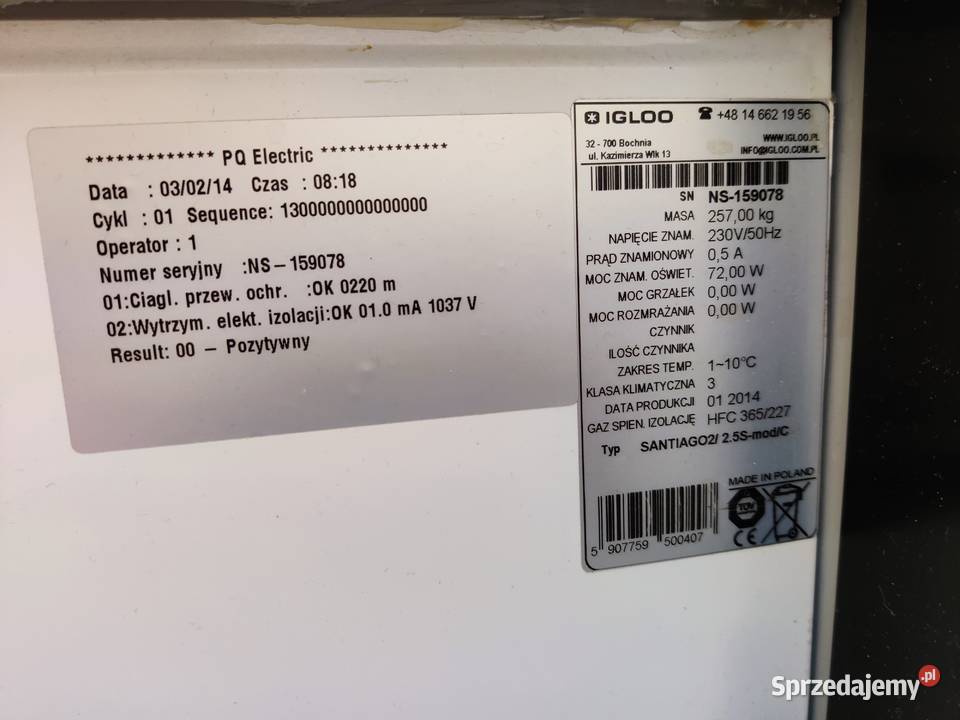 ************* PQ Electric *************
Data : 03/02/14 Czas : 08:18
Cykl : 01 Sequence: 1300000000000000
Operator : 1
Numer seryjny :NS-159078
01:Ciagl. przew. ochr. :OK 0220 m
02:Wytrzym. elekt. izolacji:OK 01.0 mA 1037 V
Result: 00 - Pozytywny
IGLOO ☎ +48 14 662 19 56
32 - 700 Bochnia WWW.IGLOO.PL
ul. Kazimierza Wlk 13 INFO@IGLOO.COM.PL
SN NS-159078
MASA 257,00 kg
NAPIĘCIE ZNAM. 230V/50Hz
PRĄD ZNAMIONOWY 0,5 A
MOC ZNAM. OŚWIET. 72,00 W
MOC GRZAŁEK 0,00 W
MOC ROZMRAŻANIA 0,00 W
CZYNNIK
ILOŚĆ CZYNNIKA
ZAKRES TEMP. 1~10°C
KLASA KLIMATYCZNA 3
DATA PRODUKCJI 01 2014
GAZ SPIEN. IZOLACJĘ HFC 365/227
Typ SANTIAGO2/ 2.5S-mod/C
MADE IN POLAND
TÜV
CE
5 907759 500407
Sprzedajemy.pl